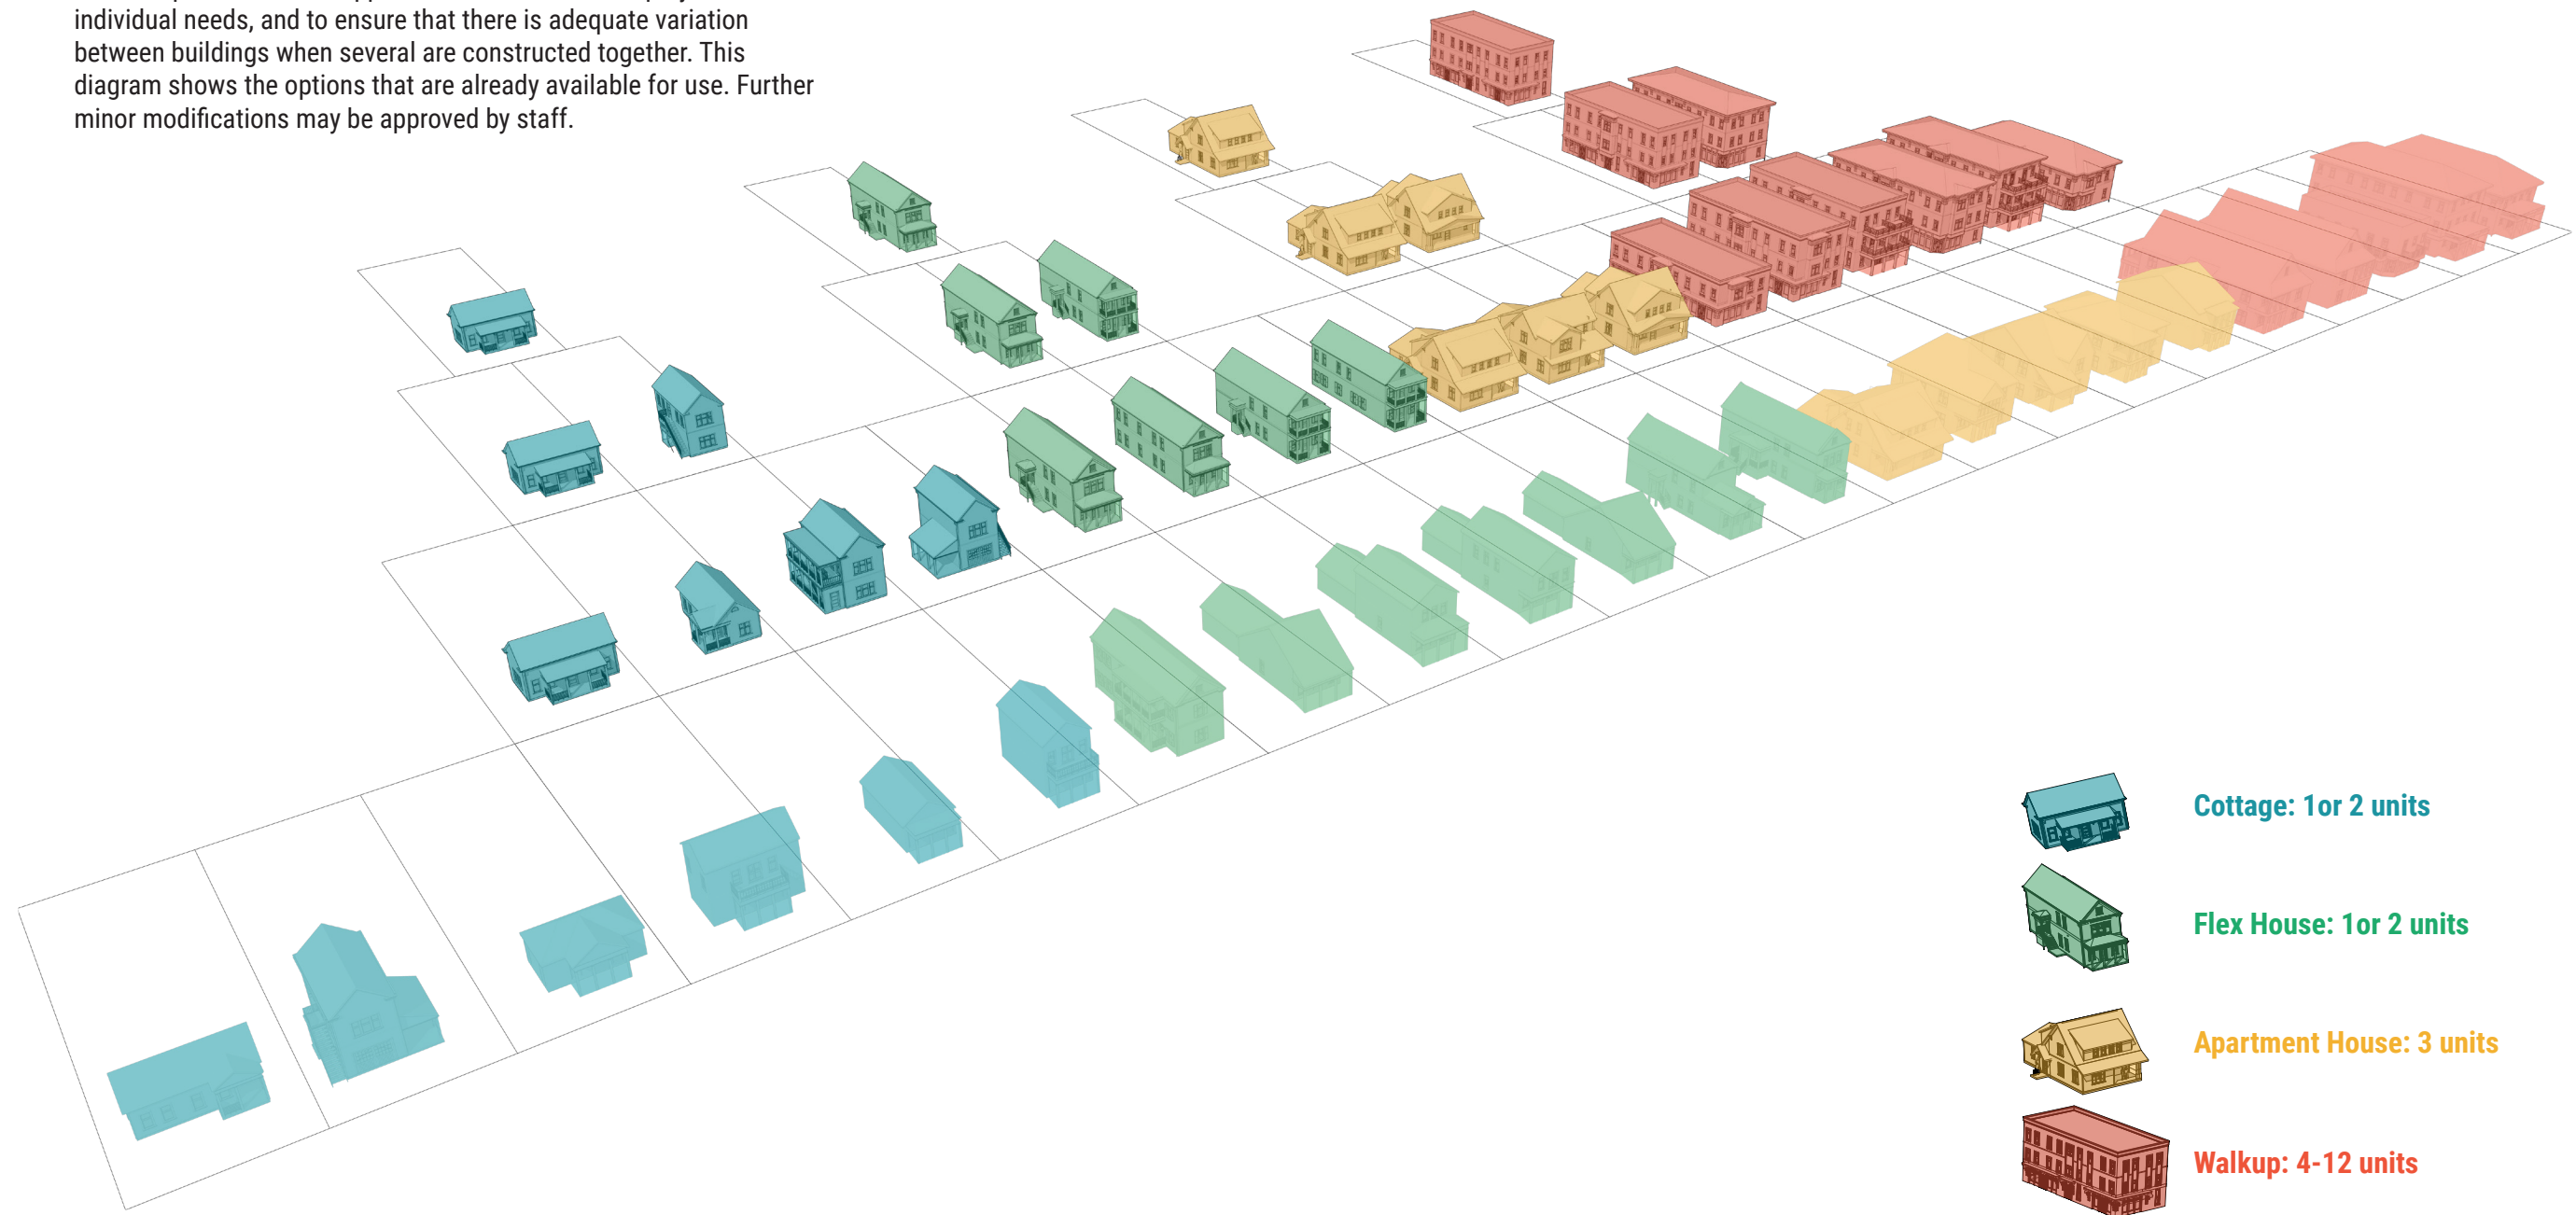 individual needs, and to ensure that there is adequate variation
between buildings when several are constructed together. This
diagram shows the options that are already available for use. Further
minor modifications may be approved by staff.
Cottage: 1or 2 units
Flex House: 1or 2 units
Apartment House: 3 units
Walkup: 4-12 units